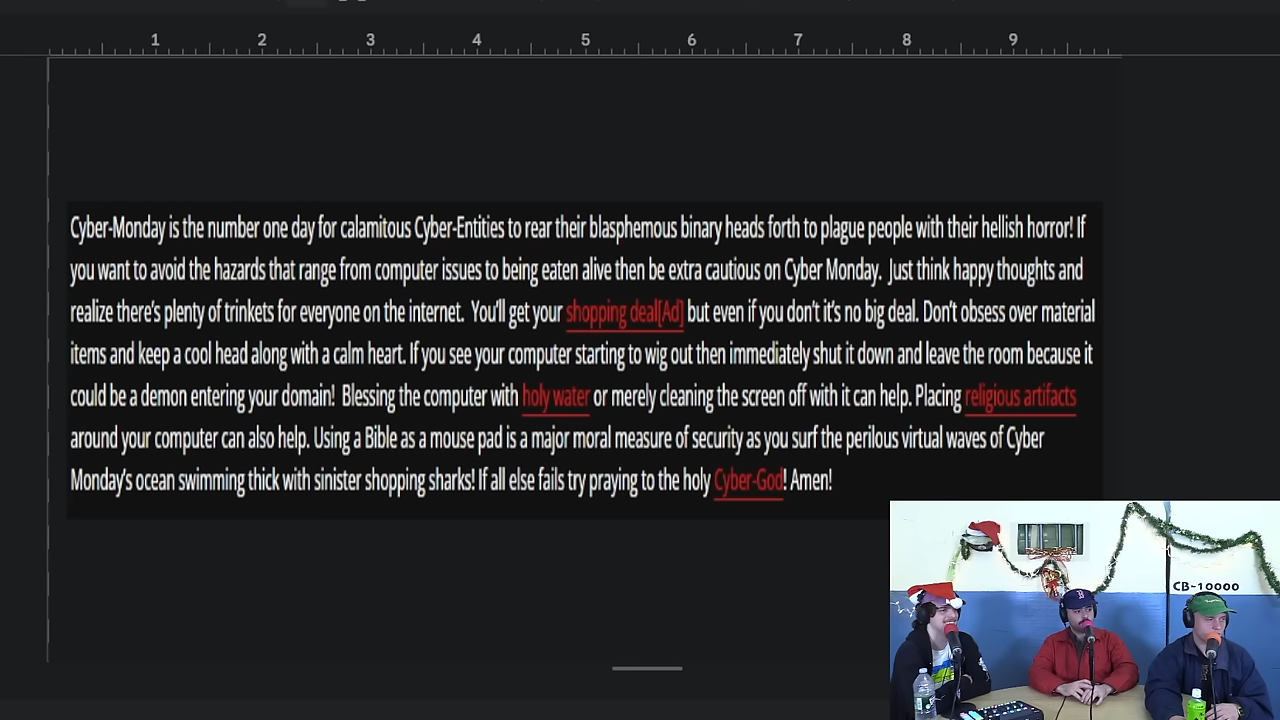 1 2 3 4 5 6 7 8 9
Cyber-Monday is the number one day for calamitous Cyber-Entities to rear their blasphemous binary heads forth to plague people with their hellish horror! If
you want to avoid the hazards that range from computer issues to being eaten alive then be extra cautious on Cyber Monday.  Just think happy thoughts and
realize there's plenty of trinkets for everyone on the internet.  You'll get your shopping deal[Ad] but even if you don't it's no big deal. Don't obsess over material
items and keep a cool head along with a calm heart. If you see your computer starting to wig out then immediately shut it down and leave the room because it
could be a demon entering your domain!  Blessing the computer with holy water or merely cleaning the screen off with it can help. Placing religious artifacts
around your computer can also help. Using a Bible as a mouse pad is a major moral measure of security as you surf the perilous virtual waves of Cyber
Monday's ocean swimming thick with sinister shopping sharks! If all else fails try praying to the holy Cyber-God! Amen!
CB-10000